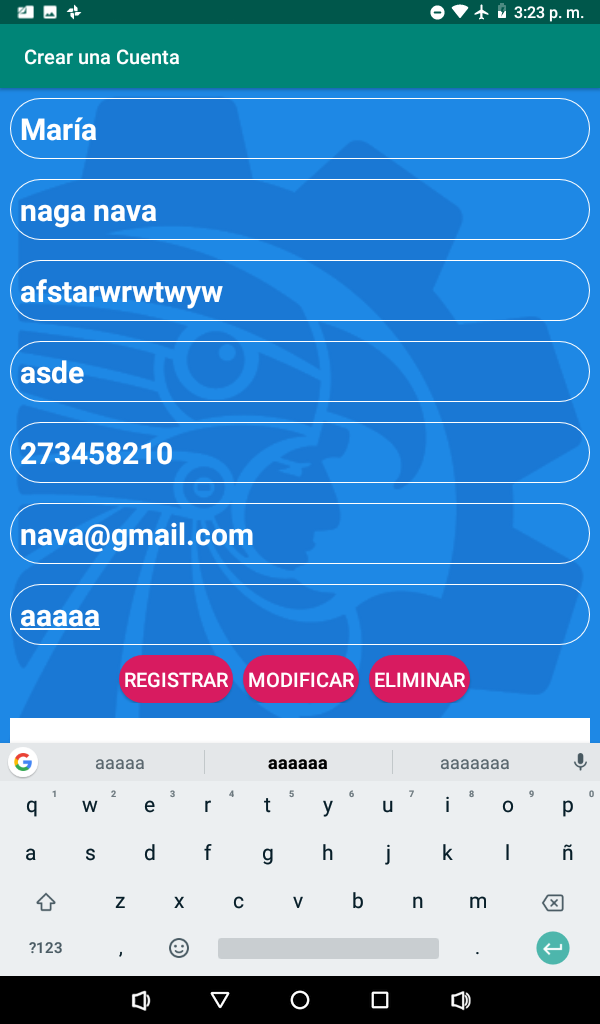 3:23 p. m.
Crear una Cuenta
María
naga nava
afstarwrwtwyw
asde
273458210
nava@gmail.com
aaaaa
REGISTRAR MODIFICAR ELIMINAR
G aaaaa aaaaaa aaaaaaa
q 1 w 2 e 3 r 4 t 5 y 6 u 7 i 8 o 9 p 0
a s d f g h j k l ñ
z x c v b n m
?123 , .